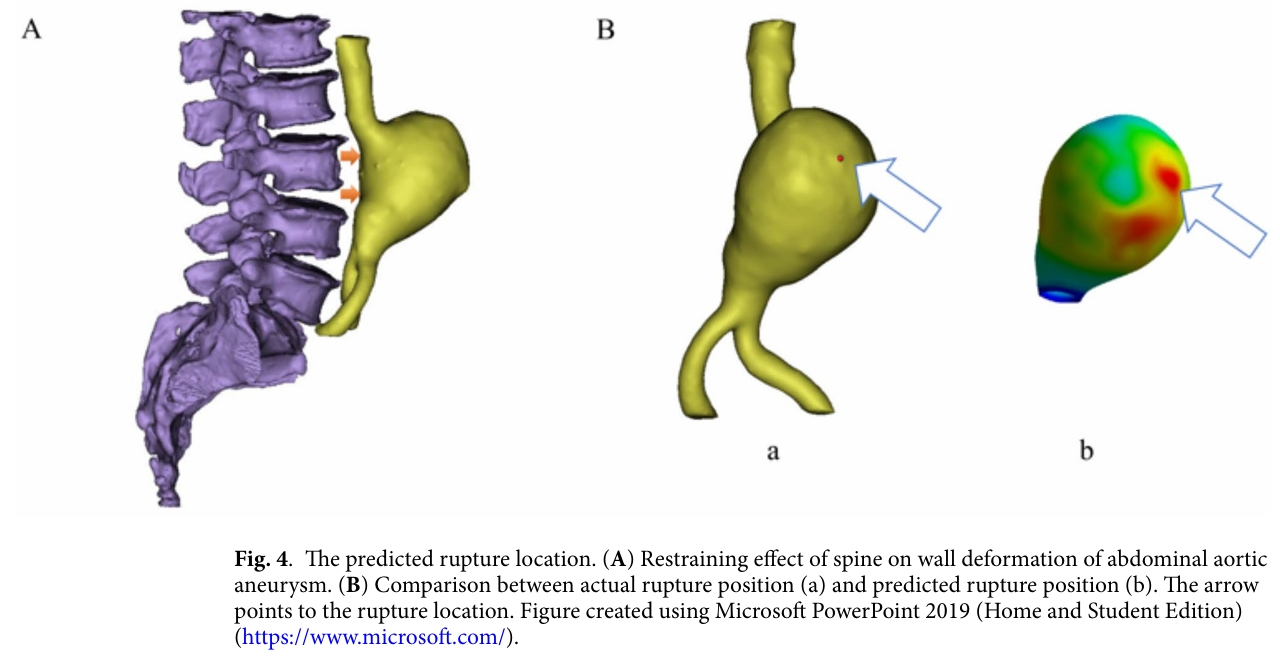 A
B
a
b
Fig. 4. The predicted rupture location. (A) Restraining effect of spine on wall deformation of abdominal aortic
aneurysm. (B) Comparison between actual rupture position (a) and predicted rupture position (b). The arrow
points to the rupture location. Figure created using Microsoft PowerPoint 2019 (Home and Student Edition)
(https://www.microsoft.com/).